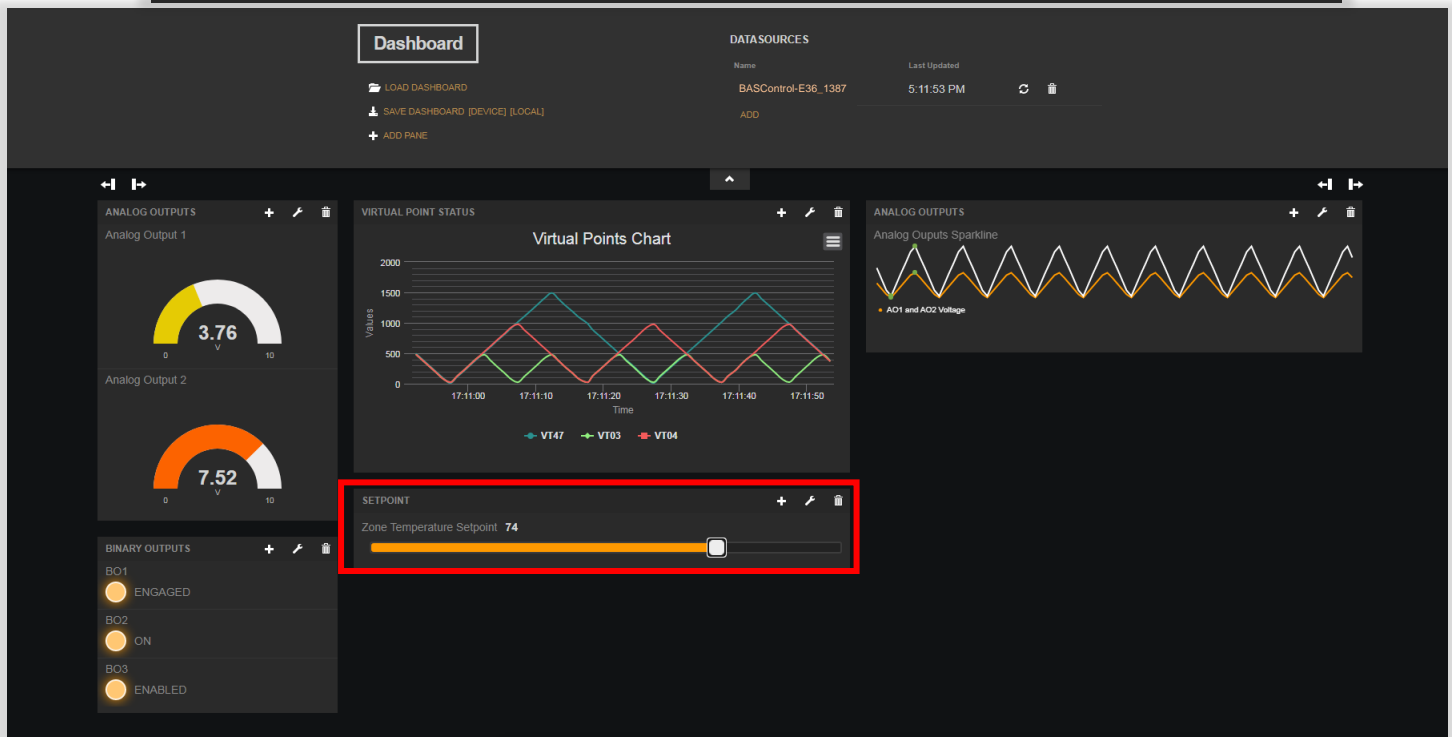 Dashboard
LOAD DASHBOARD
SAVE DASHBOARD [DEVICE] [LOCAL]
ADD PANE
DATASOURCES
Name Last Updated
BASControl-E36_1387 5:11:53 PM
ADD
ANALOG OUTPUTS
Analog Output 1
3.76
V
0 10
Analog Output 2
7.52
V
0 10
BINARY OUTPUTS
BO1
ENGAGED
BO2
ON
BO3
ENABLED
VIRTUAL POINT STATUS
Virtual Points Chart
Values
2000
1500
1000
500
0
17:11:00 17:11:10 17:11:20 17:11:30 17:11:40 17:11:50
Time
VT47 VT03 VT04
SETPOINT
Zone Temperature Setpoint 74
ANALOG OUTPUTS
Analog Ouputs Sparkline
AO1 and AO2 Voltage